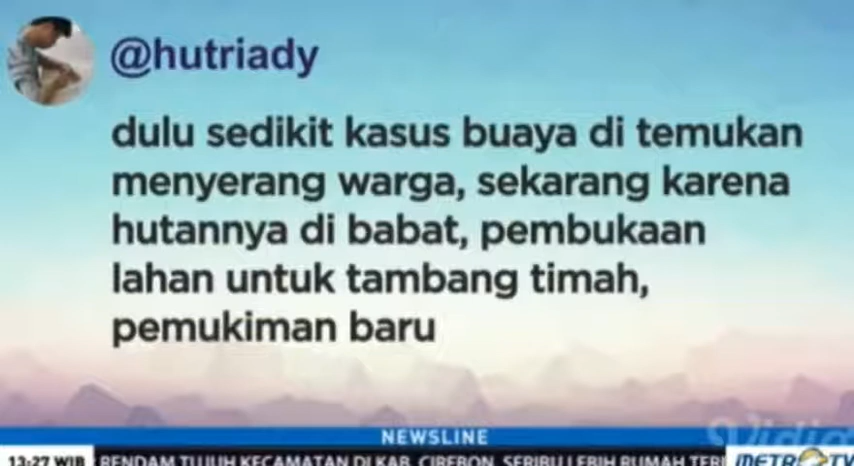 @hutriady
dulu sedikit kasus buaya di temukan
menyerang warga, sekarang karena
hutannya di babat, pembukaan
lahan untuk tambang timah,
pemukiman baru
NEWSLINE
Vidio
13:27 WIB RENDAM TUJUH KECAMATAN DI KAB. CIREBON, SERIBU LEBIH RUMAH METRO TV